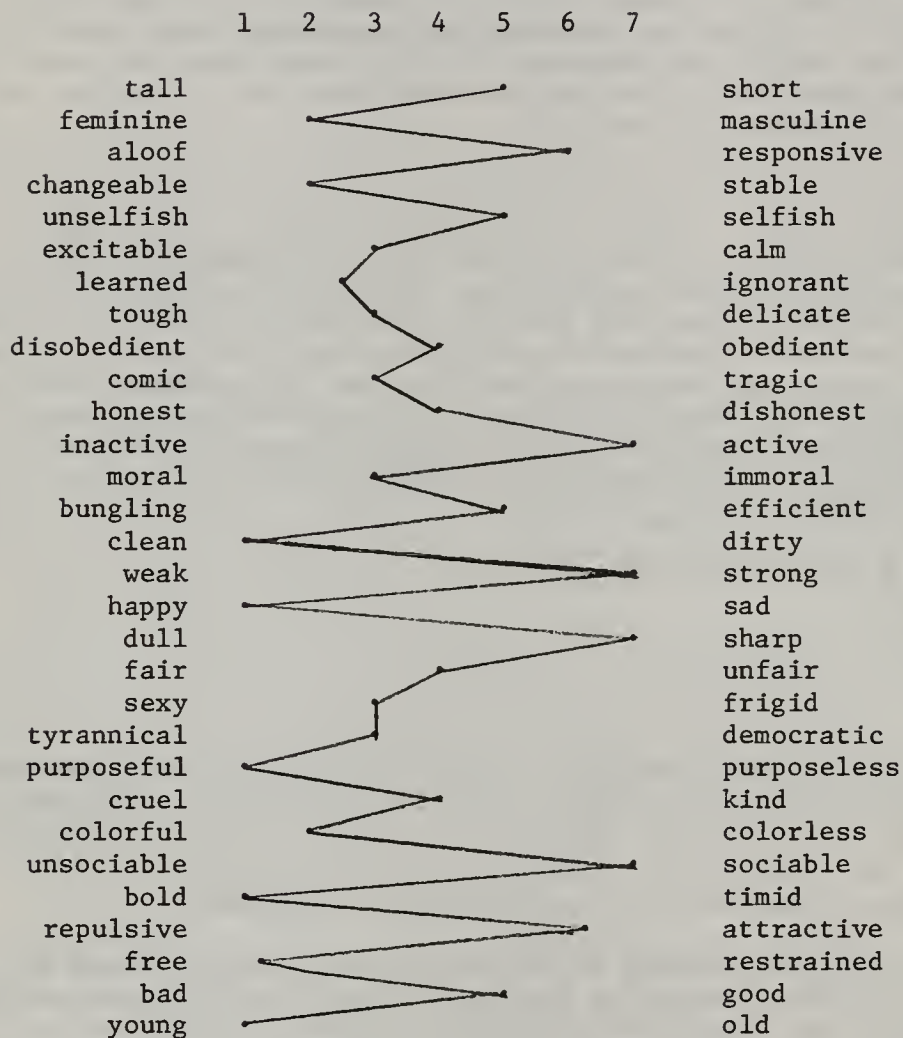 1 2 3 4 5 6 7
tall short
feminine masculine
aloof responsive
changeable stable
unselfish selfish
excitable calm
learned ignorant
tough delicate
disobedient obedient
comic tragic
honest dishonest
inactive active
moral immoral
bungling efficient
clean dirty
weak strong
happy sad
dull sharp
fair unfair
sexy frigid
tyrannical democratic
purposeful purposeless
cruel kind
colorful colorless
unsociable sociable
bold timid
repulsive attractive
free restrained
bad good
young old